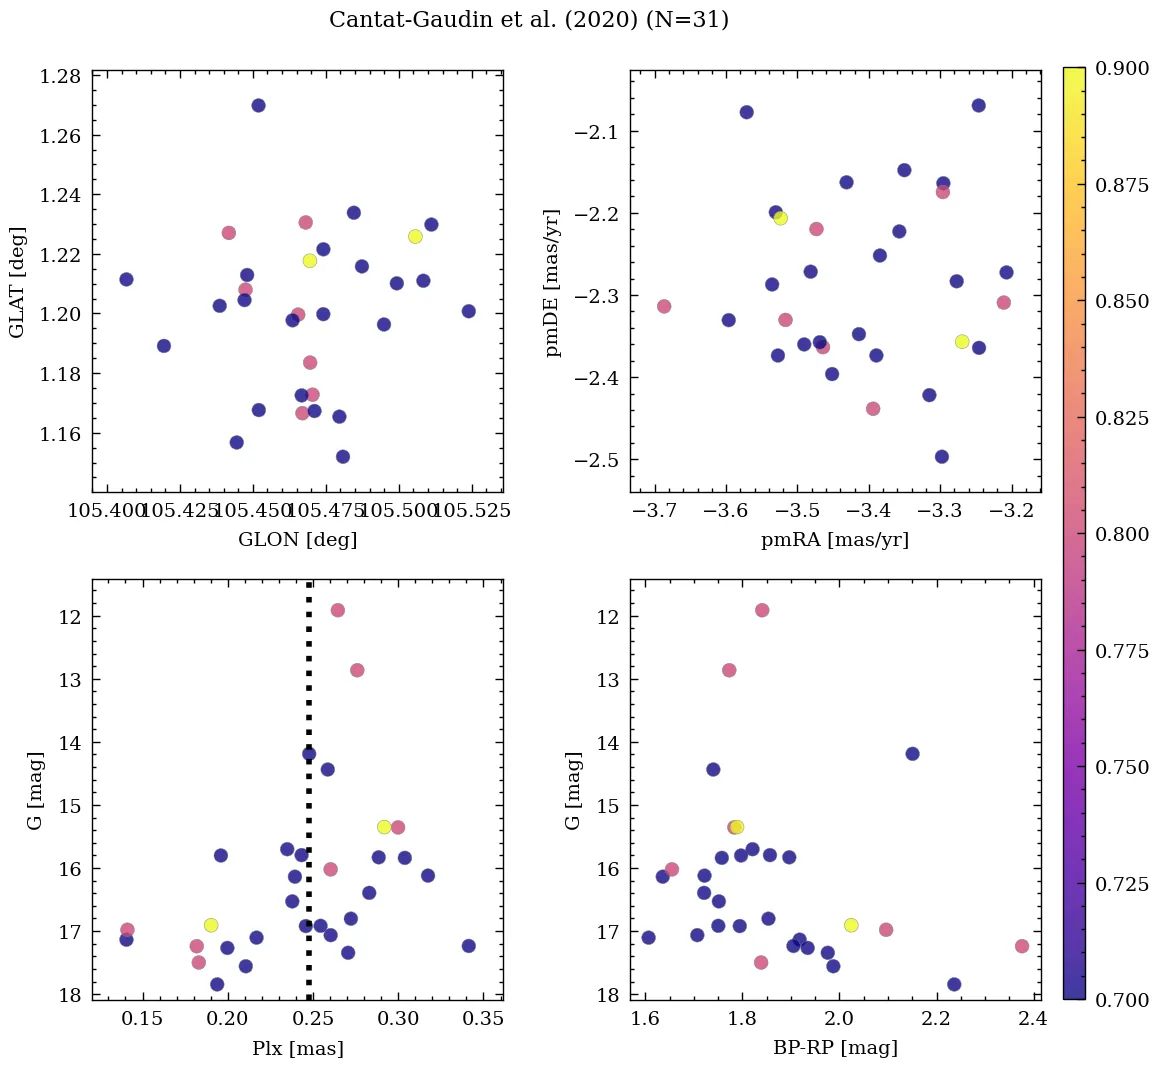 Cantat-Gaudin et al. (2020) (N=31)
1.28
1.26
1.24
1.22
1.20
1.18
1.16
GLAT [deg]
105.400 105.425 105.450 105.475 105.500 105.525
GLON [deg]
−2.1
−2.2
−2.3
−2.4
−2.5
pmDE [mas/yr]
−3.7 −3.6 −3.5 −3.4 −3.3 −3.2
pmRA [mas/yr]
12
13
14
15
16
17
18
G [mag]
0.15 0.20 0.25 0.30 0.35
Plx [mas]
12
13
14
15
16
17
18
G [mag]
1.6 1.8 2.0 2.2 2.4
BP-RP [mag]
0.900
0.875
0.850
0.825
0.800
0.775
0.750
0.725
0.700